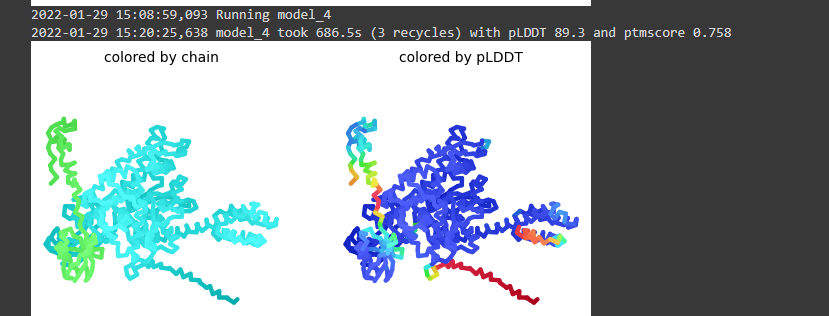 2022-01-29 15:08:59,093 Running model_4
2022-01-29 15:20:25,638 model_4 took 686.5s (3 recycles) with pLDDT 89.3 and ptmscore 0.758
colored by chain
colored by pLDDT